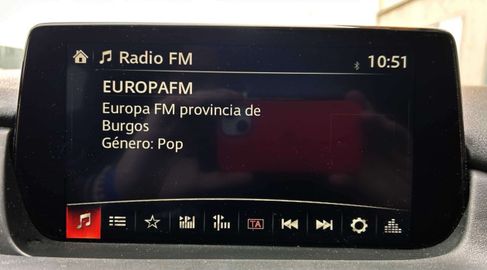 Radio FM
10:51
EUROPAFM
Europa FM provincia de
Burgos
Género: Pop
TA